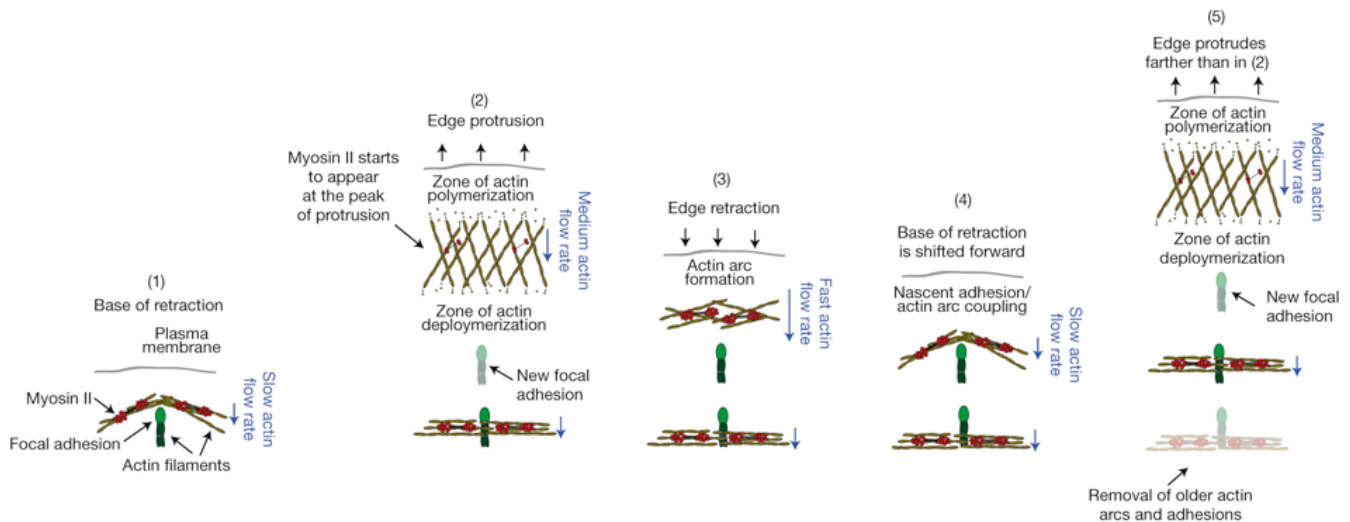 (1)
Base of retraction
Plasma
membrane
Myosin II
Focal adhesion
Actin filaments
Slow actin
flow rate
(2)
Edge protrusion
Myosin II starts
to appear
at the peak
of protrusion
Zone of actin
polymerization
Medium actin
flow rate
Zone of actin
deploymerization
New focal
adhesion
(3)
Edge retraction
Actin arc
formation
Fast actin
flow rate
(4)
Base of retraction
is shifted forward
Nascent adhesion/
actin arc coupling
Slow actin
flow rate
(5)
Edge protrudes
farther than in (2)
Zone of actin
polymerization
Medium actin
flow rate
Zone of actin
deploymerization
New focal
adhesion
Removal of older actin
arcs and adhesions